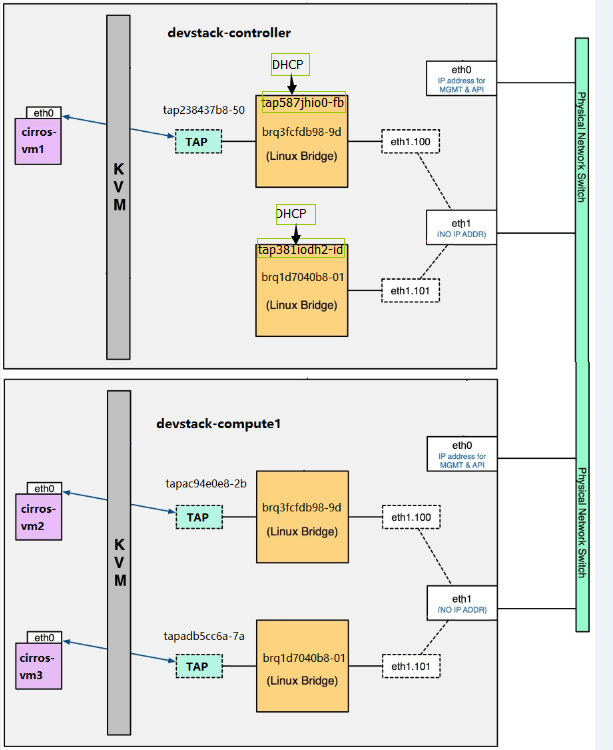 devstack-controller
DHCP
eth0
IP address for
MGMT & API
tap587jhio0-fb
tap238437b8-50
eth0
cirros-
vm1
TAP
brq3fcfdb98-9d
(Linux Bridge)
eth1.100
K
V
M
Physical Network Switch
DHCP
eth1
(NO IP ADDR)
tap381iodh2-id
brq1d7040b8-01
(Linux Bridge)
eth1.101
devstack-compute1
eth0
IP address for
MGMT & API
tapac94e0e8-2b
eth0
cirros-
vm2
TAP
brq3fcfdb98-9d
(Linux Bridge)
eth1.100
K
V
M
Physical Network Switch
eth1
(NO IP ADDR)
tapadb5cc6a-7a
eth0
cirros-
vm3
TAP
brq1d7040b8-01
(Linux Bridge)
eth1.101